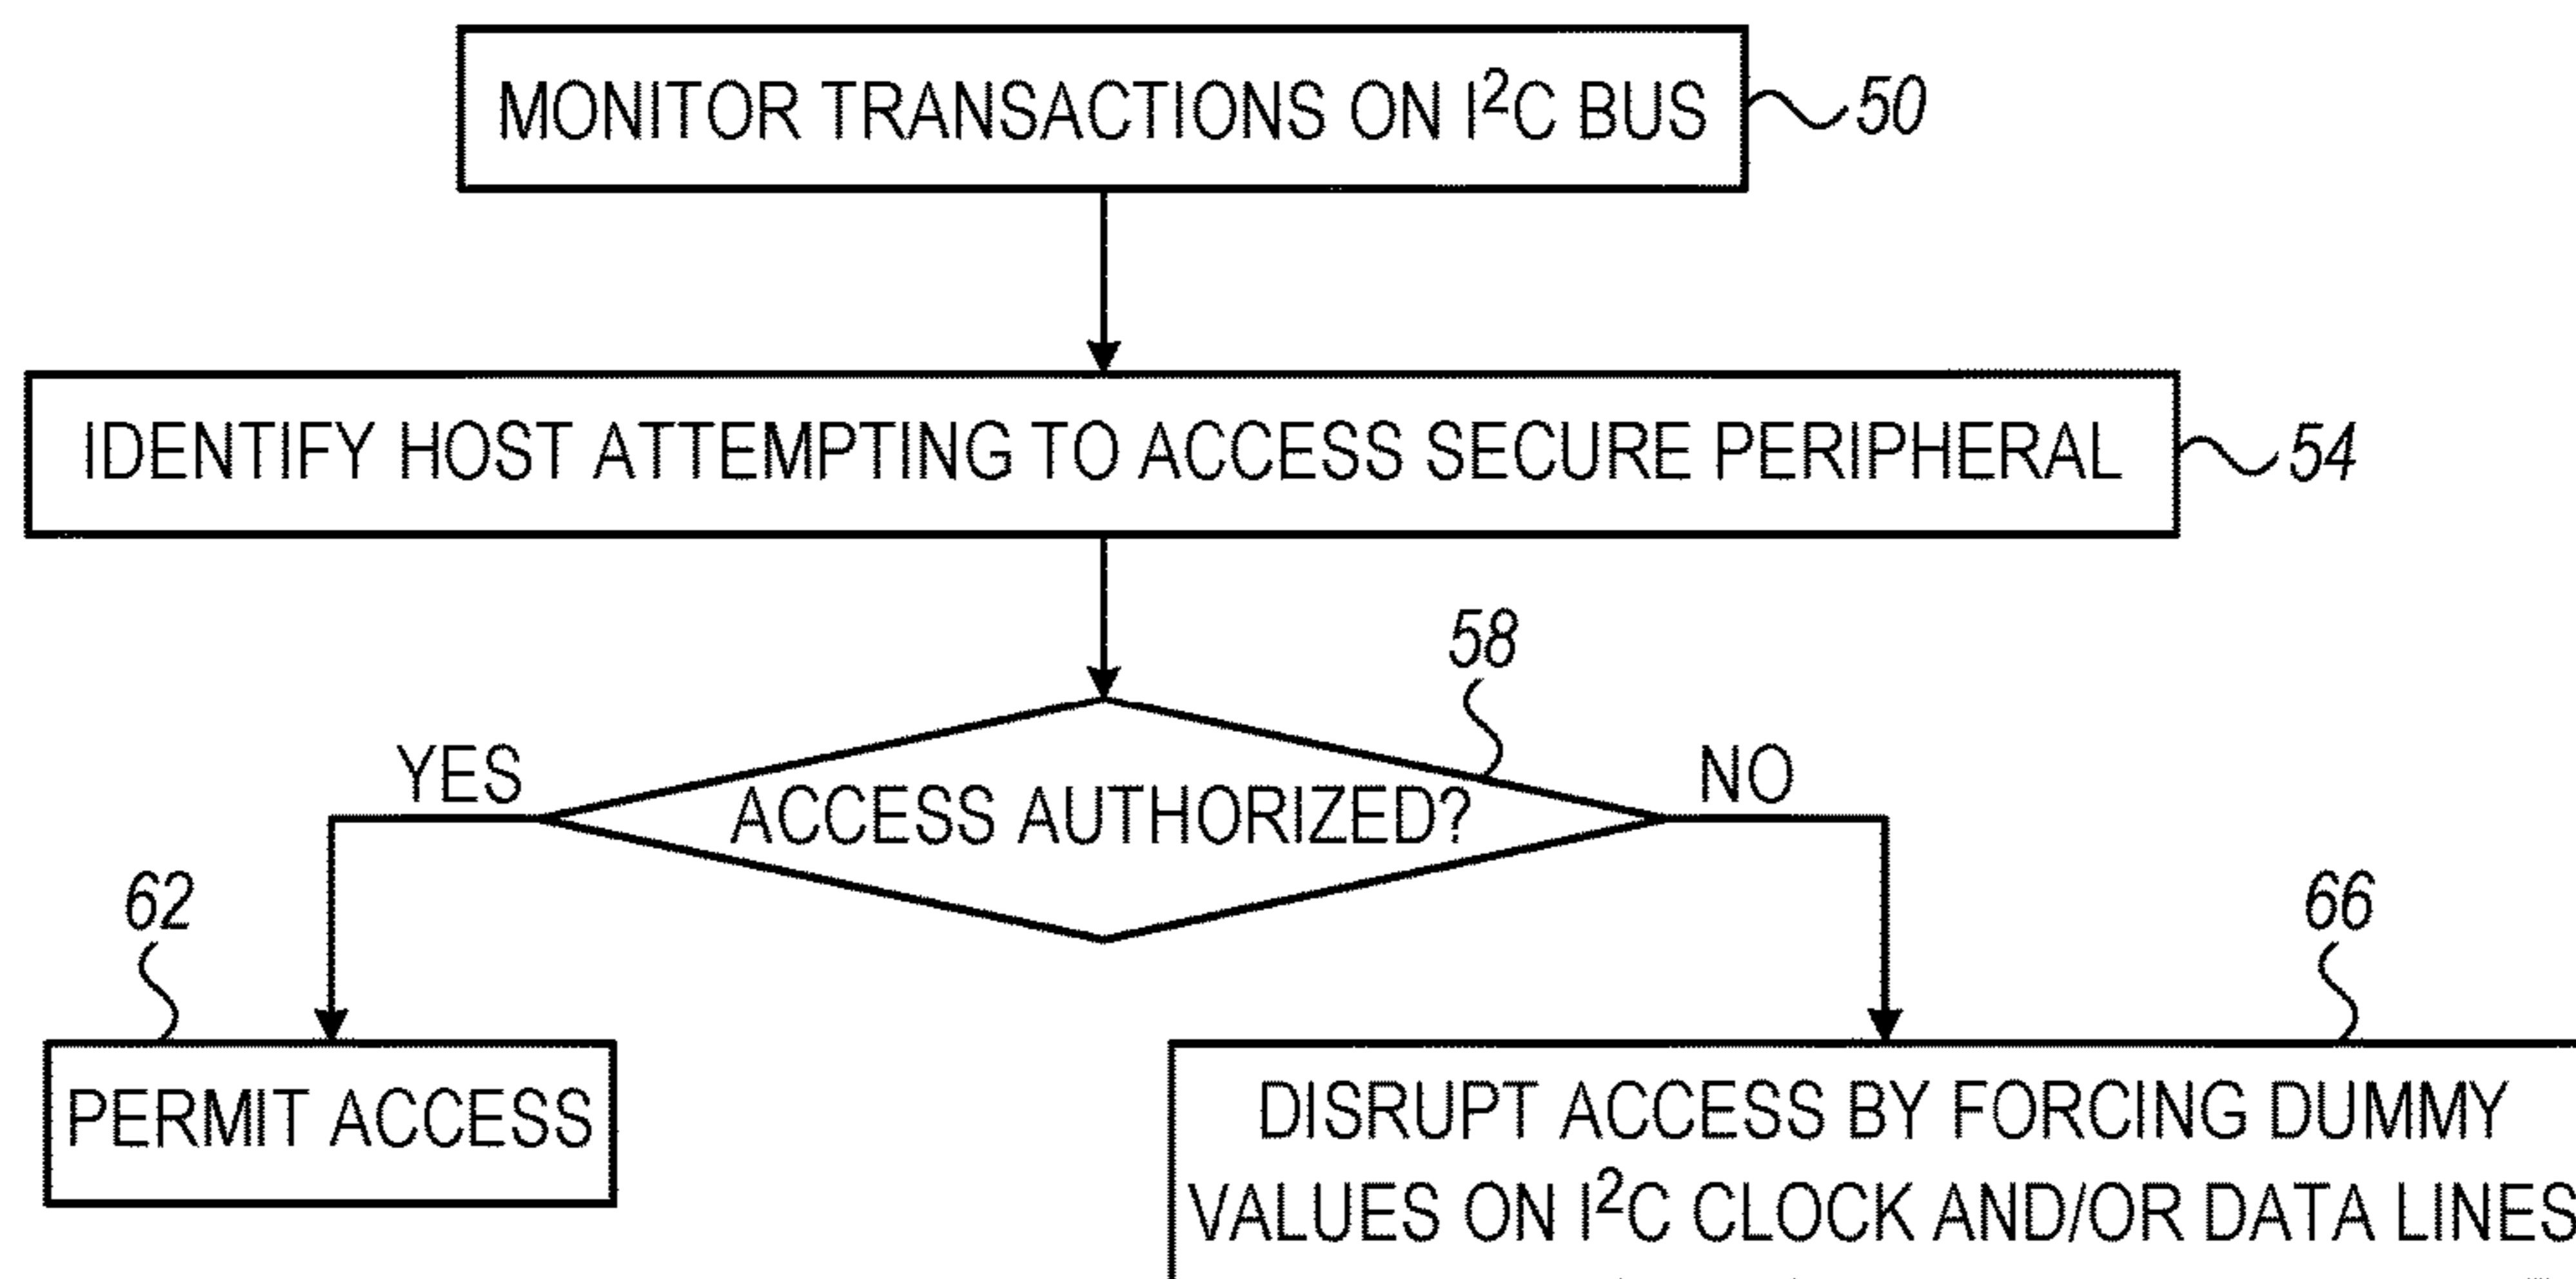 MONITOR TRANSACTIONS ON I²C BUS
50
IDENTIFY HOST ATTEMPTING TO ACCESS SECURE PERIPHERAL
54
58
YES
ACCESS AUTHORIZED?
NO
62
66
PERMIT ACCESS
DISRUPT ACCESS BY FORCING DUMMY
VALUES ON I²C CLOCK AND/OR DATA LINES